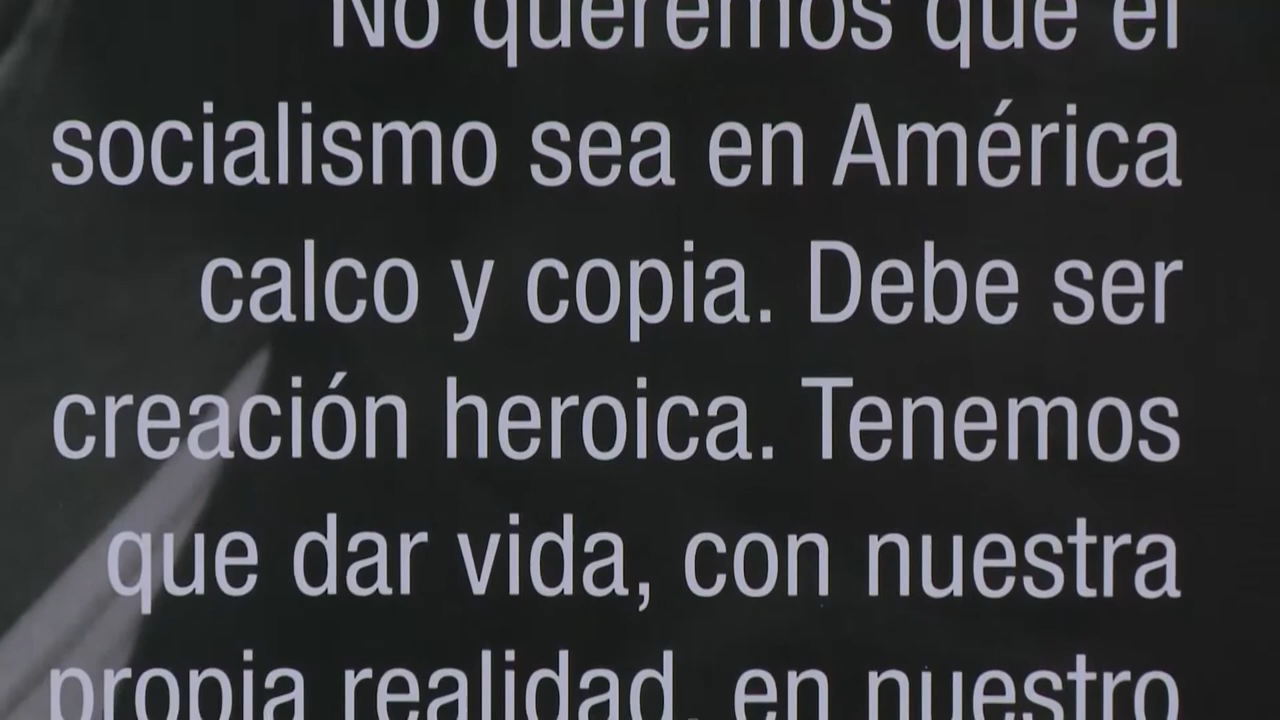 No queremos que el
socialismo sea en América
calco y copia. Debe ser
creación heroica. Tenemos
que dar vida, con nuestra
propia realidad, en nuestro